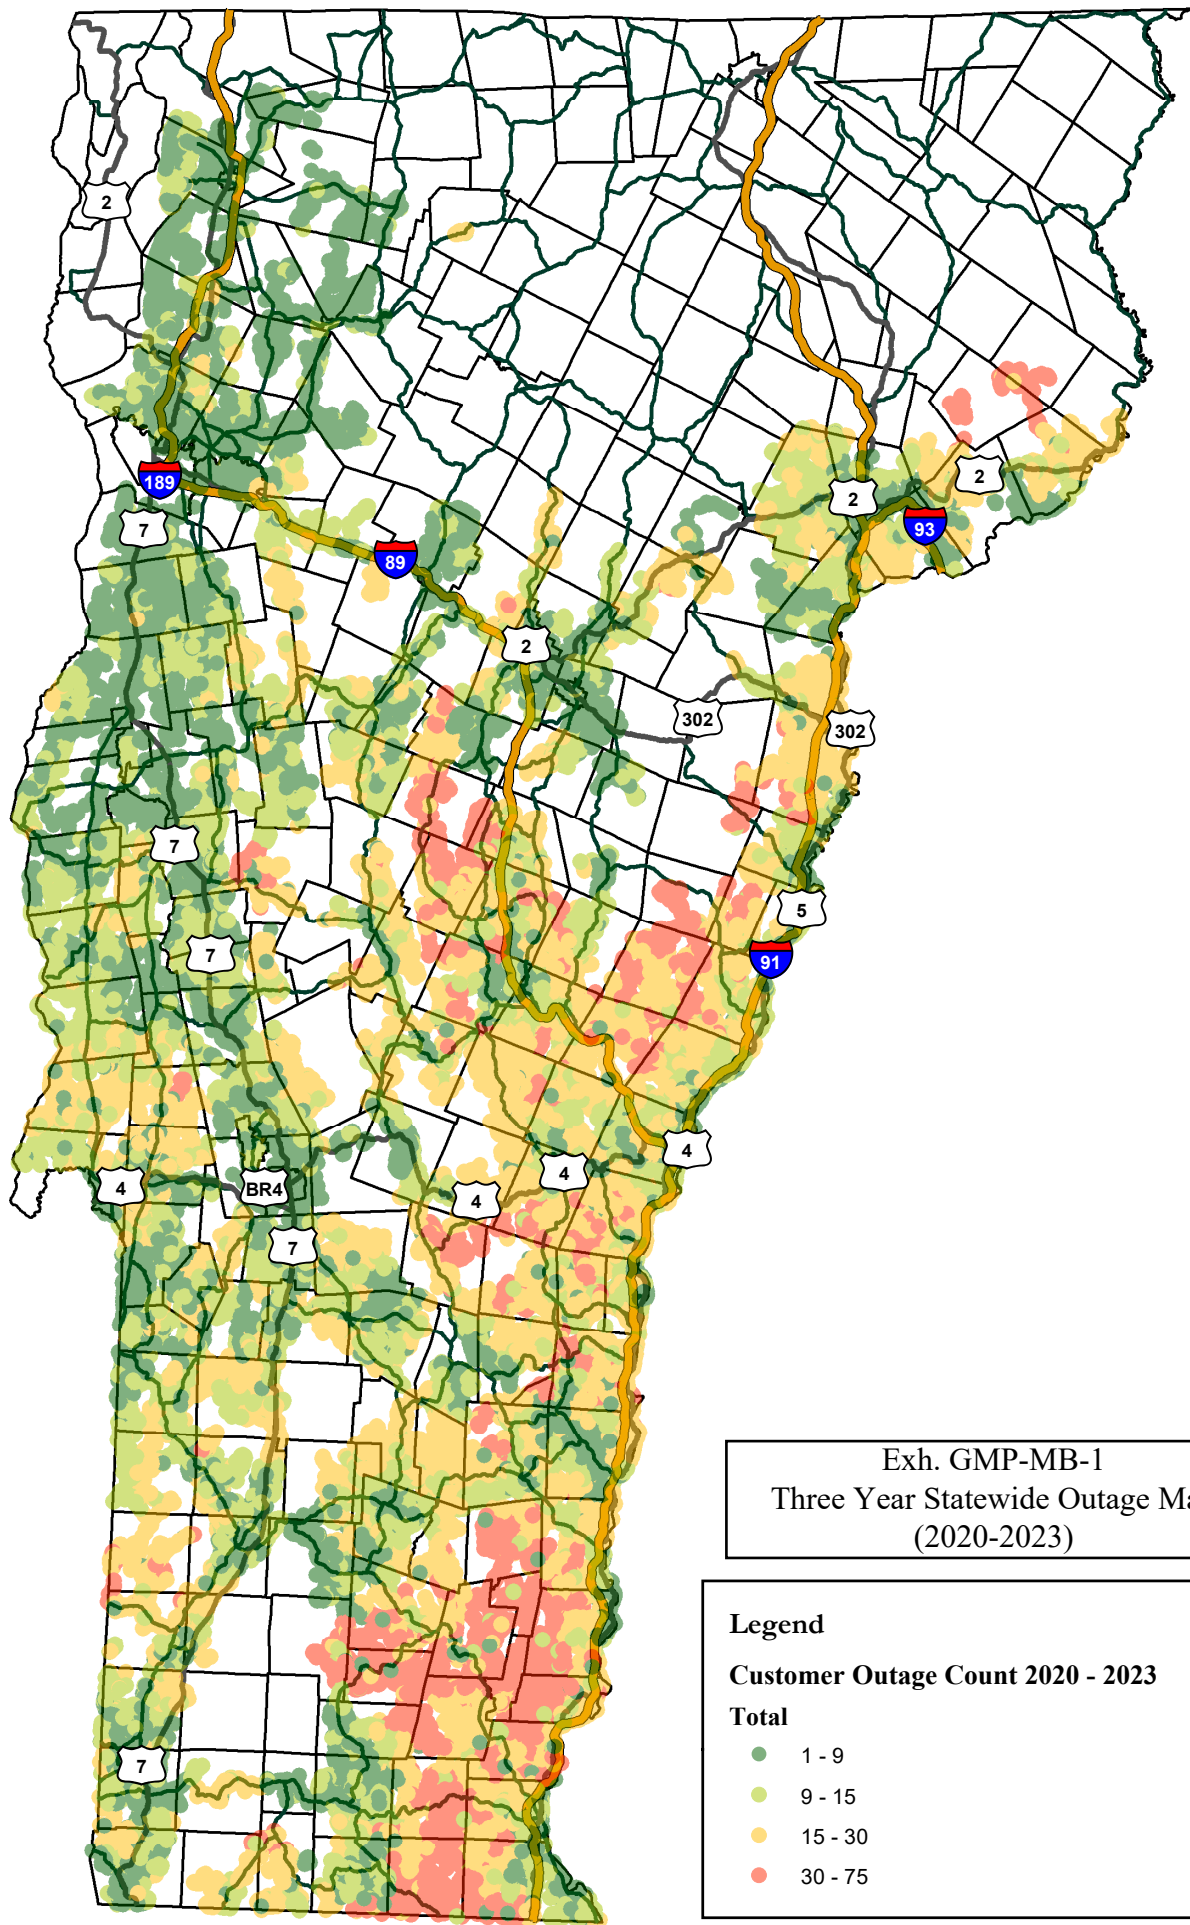 2
189
7
89
2
2
2
93
302
302
7
5
7
91
4
4
4
BR4
4
7
7
Exh. GMP-MB-1
Three Year Statewide Outage Ma
(2020-2023)
Legend
Customer Outage Count 2020 - 2023
Total
1 - 9
9 - 15
15 - 30
30 - 75